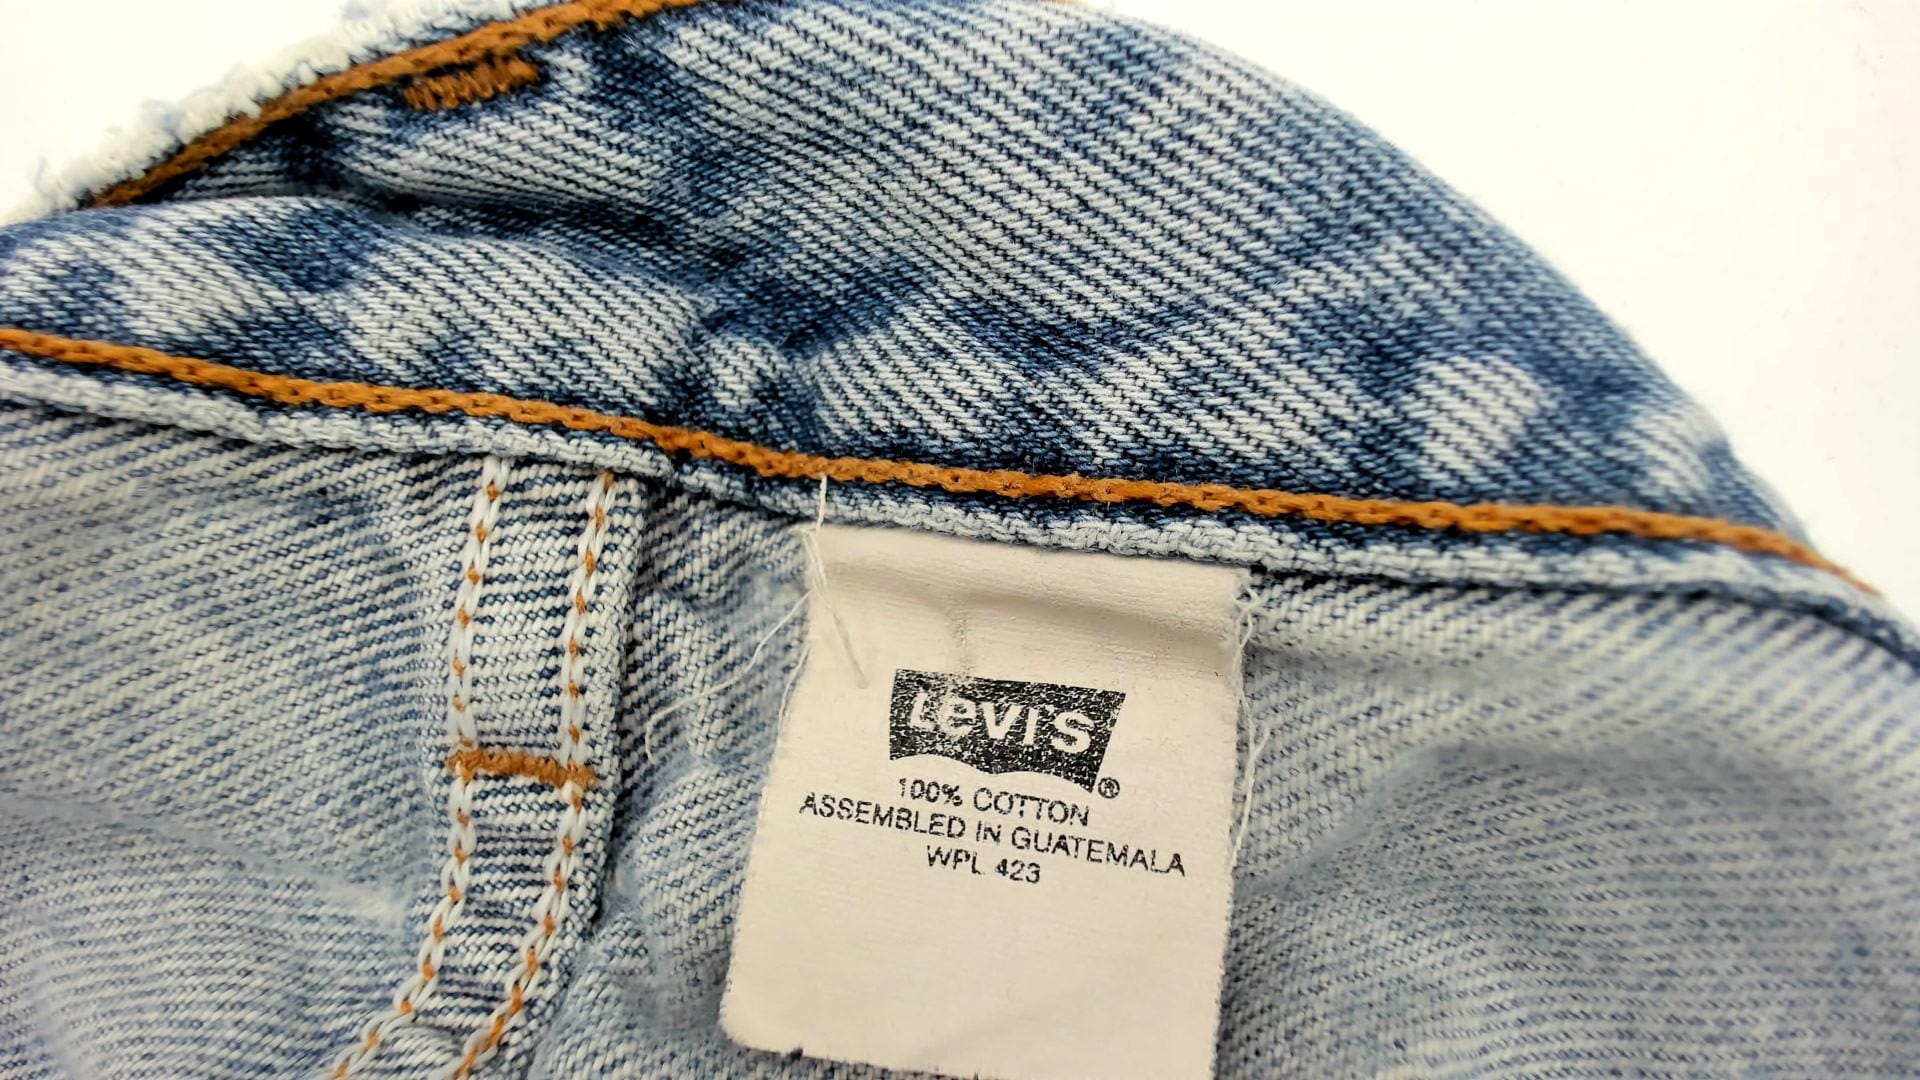 Levi's ®
100% COTTON
ASSEMBLED IN GUATEMALA
WPL 423